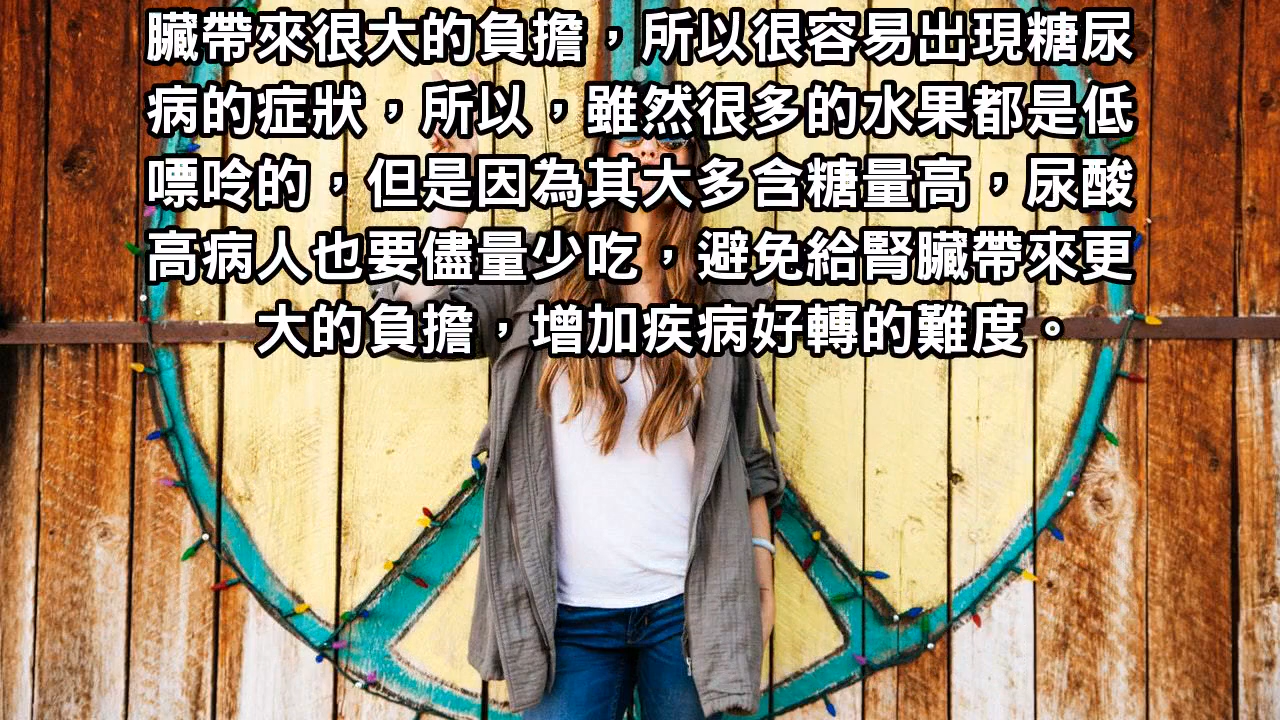 臟帶來很大的負擔，所以很容易出現糖尿
病的症狀，所以，雖然很多的水果都是低
嘌呤的，但是因為其大多含糖量高，尿酸
高病人也要儘量少吃，避免給腎臟帶來更
大的負擔，增加疾病好轉的難度。